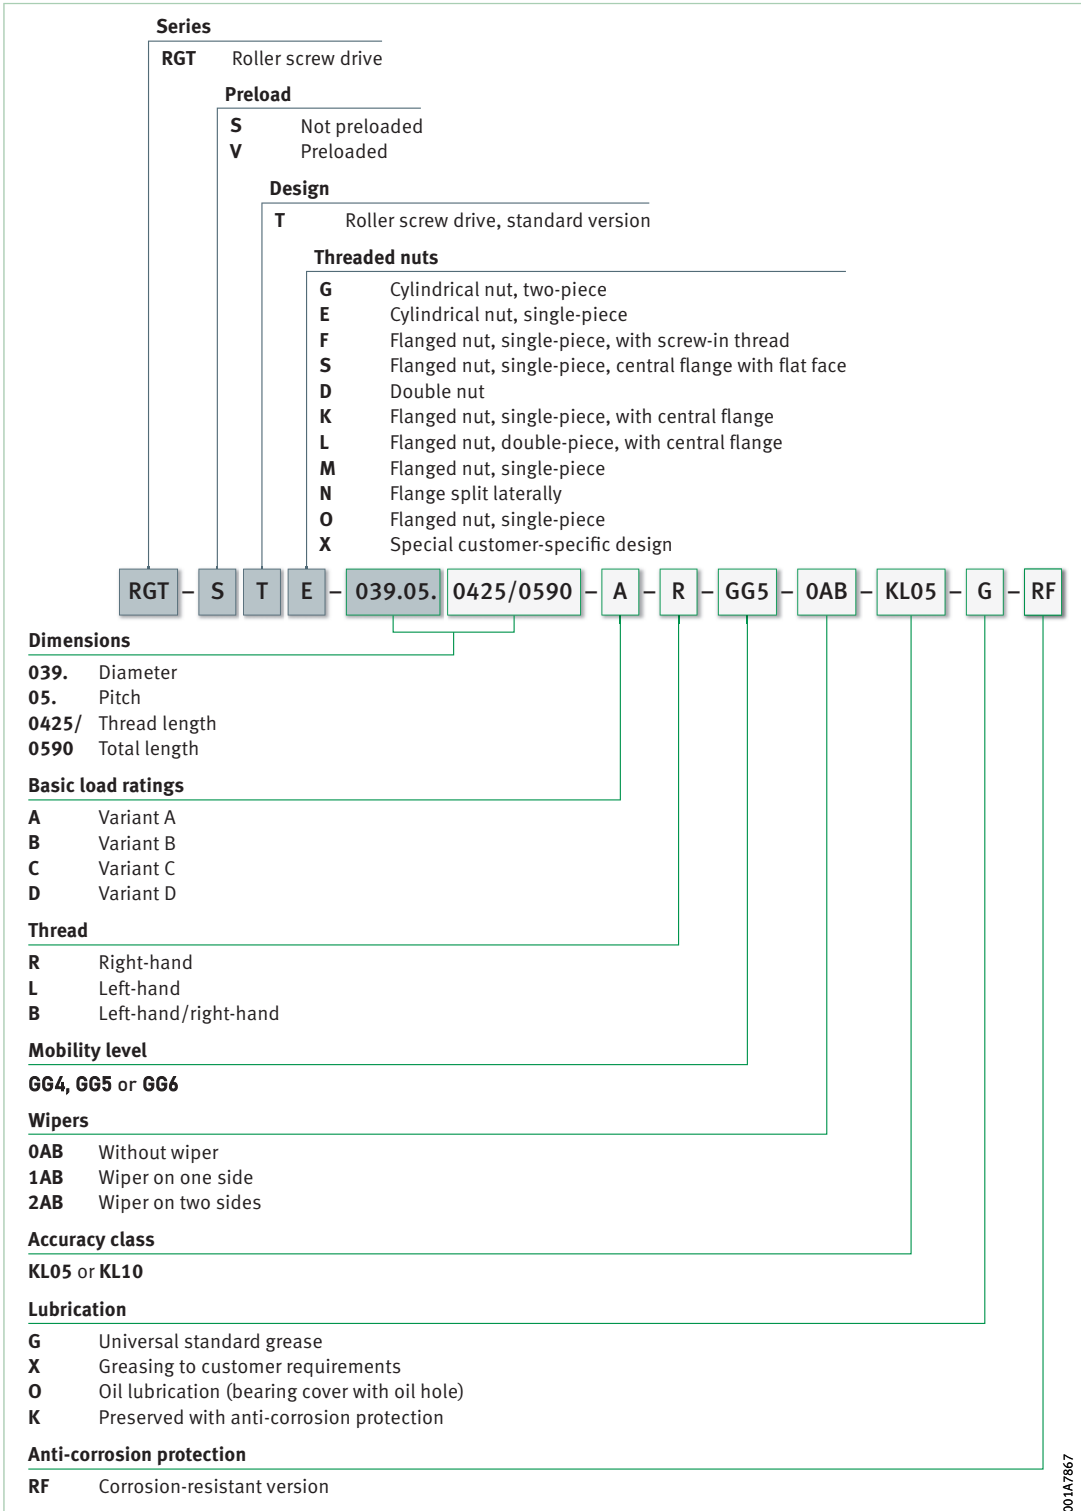 Series
RGT Roller screw drive
Preload
S Not preloaded
V Preloaded
Design
T Roller screw drive, standard version
Threaded nuts
G Cylindrical nut, two-piece
E Cylindrical nut, single-piece
F Flanged nut, single-piece, with screw-in thread
S Flanged nut, single-piece, central flange with flat face
D Double nut
K Flanged nut, single-piece, with central flange
L Flanged nut, double-piece, with central flange
M Flanged nut, single-piece
N Flange split laterally
O Flanged nut, single-piece
X Special customer-specific design
RGT – S T E – 039.05. 0425/0590 – A – R – GG5 – 0AB – KL05 – G – RF
Dimensions
039. Diameter
05. Pitch
0425/ Thread length
0590 Total length
Basic load ratings
A Variant A
B Variant B
C Variant C
D Variant D
Thread
R Right-hand
L Left-hand
B Left-hand/right-hand
Mobility level
GG4, GG5 or GG6
Wipers
0AB Without wiper
1AB Wiper on one side
2AB Wiper on two sides
Accuracy class
KL05 or KL10
Lubrication
G Universal standard grease
X Greasing to customer requirements
O Oil lubrication (bearing cover with oil hole)
K Preserved with anti-corrosion protection
Anti-corrosion protection
RF Corrosion-resistant version
001A7867